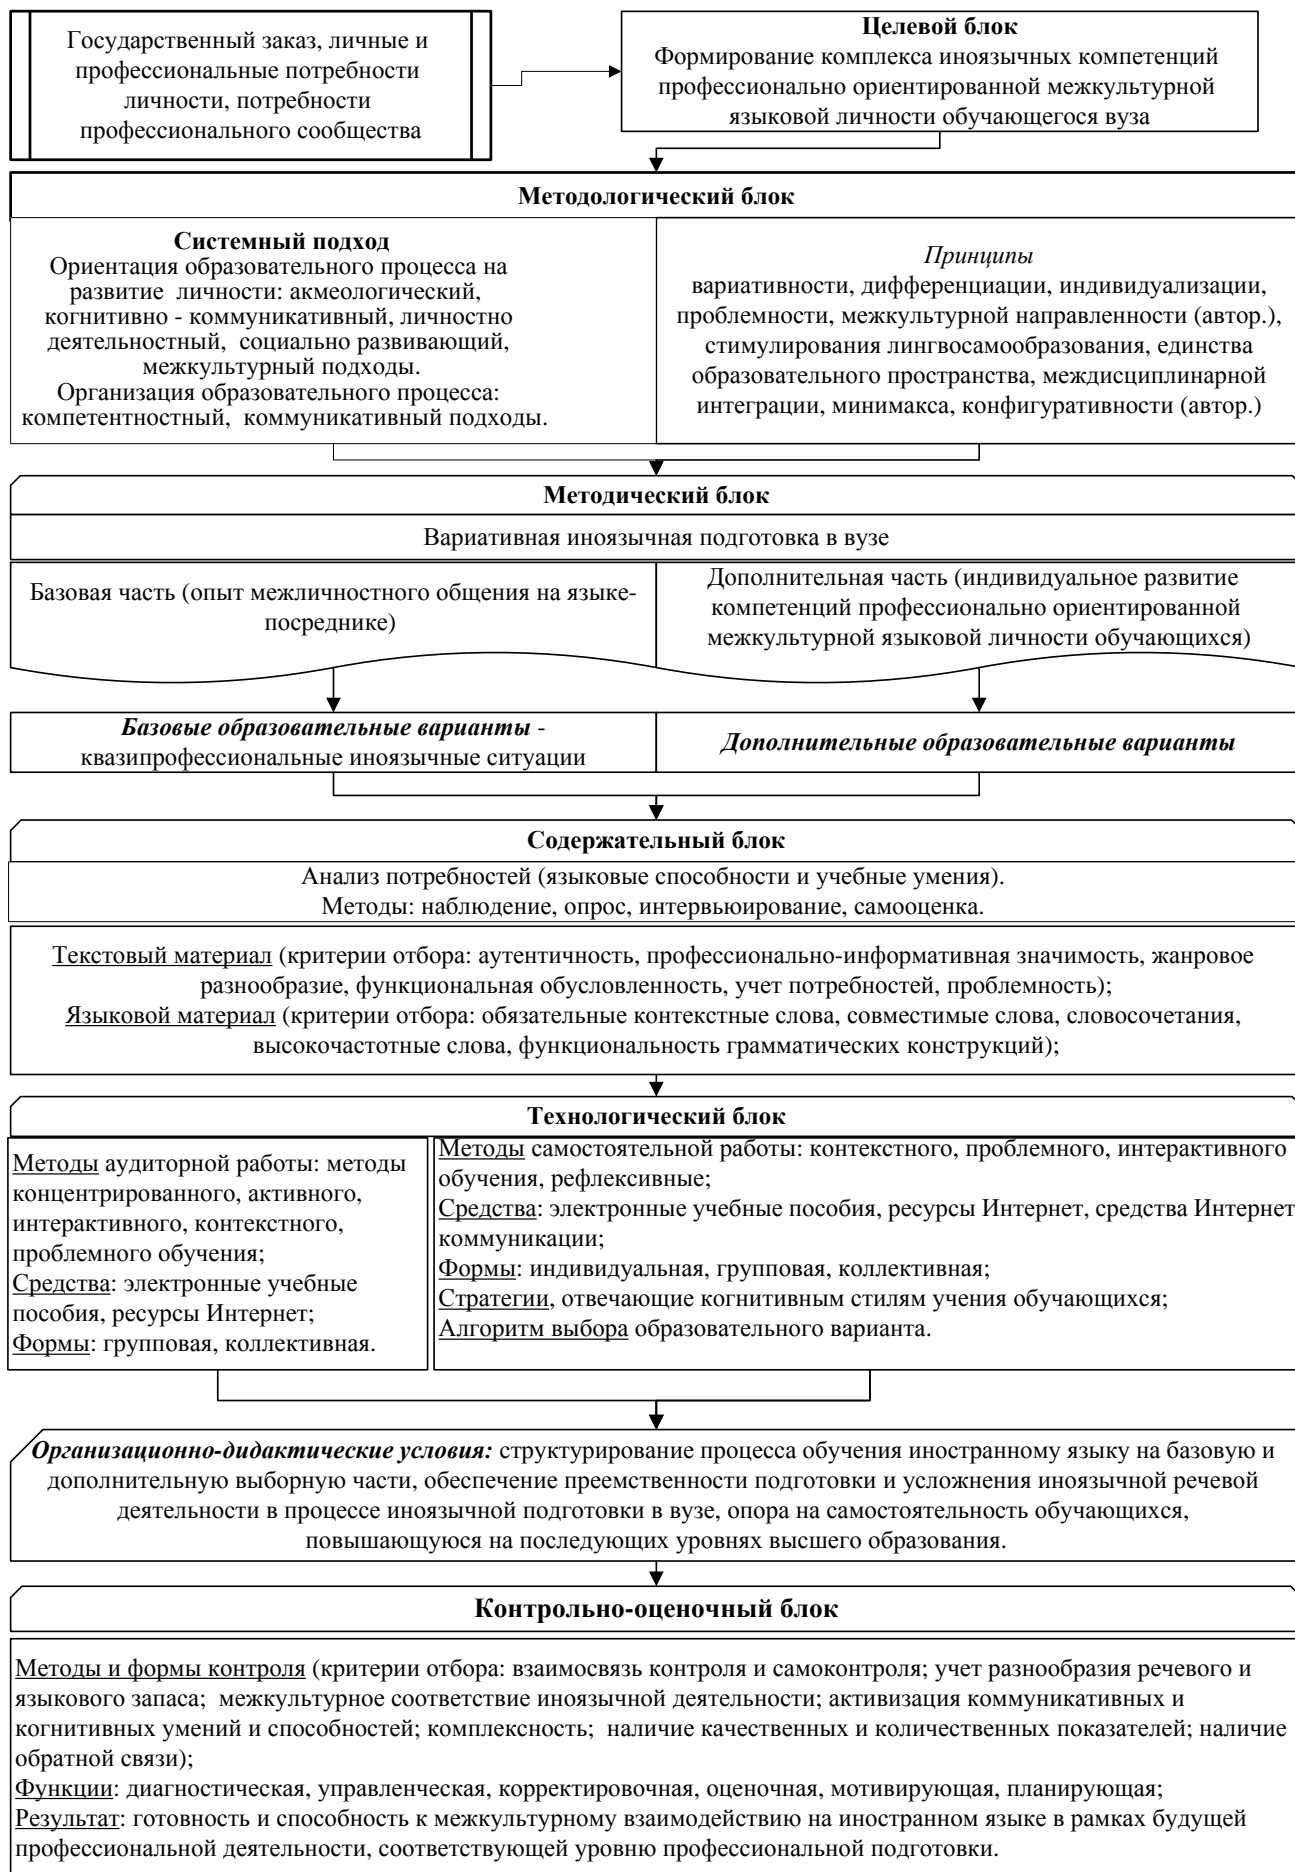 Государственный заказ, личные и
профессиональные потребности
личности, потребности
профессионального сообщества
Целевой блок
Формирование комплекса иноязычных компетенций
профессионально ориентированной межкультурной
языковой личности обучающегося вуза
Методологический блок
Системный подход
Ориентация образовательного процесса на
развитие личности: акмеологический,
когнитивно - коммуникативный, личностно
деятельностный, социально развивающий,
межкультурный подходы.
Организация образовательного процесса:
компетентностный, коммуникативный подходы.
Принципы
вариативности, дифференциации, индивидуализации,
проблемности, межкультурной направленности (автор.),
стимулирования лингвосамообразования, единства
образовательного пространства, междисциплинарной
интеграции, минимакса, конфигуративности (автор.)
Методический блок
Вариативная иноязычная подготовка в вузе
Базовая часть (опыт межличностного общения на языке-
посреднике)
Дополнительная часть (индивидуальное развитие
компетенций профессионально ориентированной
межкультурной языковой личности обучающихся)
Базовые образовательные варианты -
квазипрофессиональные иноязычные ситуации
Дополнительные образовательные варианты
Содержательный блок
Анализ потребностей (языковые способности и учебные умения).
Методы: наблюдение, опрос, интервьюирование, самооценка.
Текстовый материал (критерии отбора: аутентичность, профессионально-информативная значимость, жанровое
разнообразие, функциональная обусловленность, учет потребностей, проблемность);
Языковой материал (критерии отбора: обязательные контекстные слова, совместимые слова, словосочетания,
высокочастотные слова, функциональность грамматических конструкций);
Технологический блок
Методы аудиторной работы: методы
концентрированного, активного,
интерактивного, контекстного,
проблемного обучения;
Средства: электронные учебные
пособия, ресурсы Интернет;
Формы: групповая, коллективная.
Методы самостоятельной работы: контекстного, проблемного, интерактивного
обучения, рефлексивные;
Средства: электронные учебные пособия, ресурсы Интернет, средства Интернет
коммуникации;
Формы: индивидуальная, групповая, коллективная;
Стратегии, отвечающие когнитивным стилям учения обучающихся;
Алгоритм выбора образовательного варианта.
Организационно-дидактические условия: структурирование процесса обучения иностранному языку на базовую и
дополнительную выборную части, обеспечение преемственности подготовки и усложнения иноязычной речевой
деятельности в процессе иноязычной подготовки в вузе, опора на самостоятельность обучающихся,
повышающуюся на последующих уровнях высшего образования.
Контрольно-оценочный блок
Методы и формы контроля (критерии отбора: взаимосвязь контроля и самоконтроля; учет разнообразия речевого и
языкового запаса; межкультурное соответствие иноязычной деятельности; активизация коммуникативных и
когнитивных умений и способностей; комплексность; наличие качественных и количественных показателей; наличие
обратной связи);
Функции: диагностическая, управленческая, корректировочная, оценочная, мотивирующая, планирующая;
Результат: готовность и способность к межкультурному взаимодействию на иностранном языке в рамках будущей
профессиональной деятельности, соответствующей уровню профессиональной подготовки.